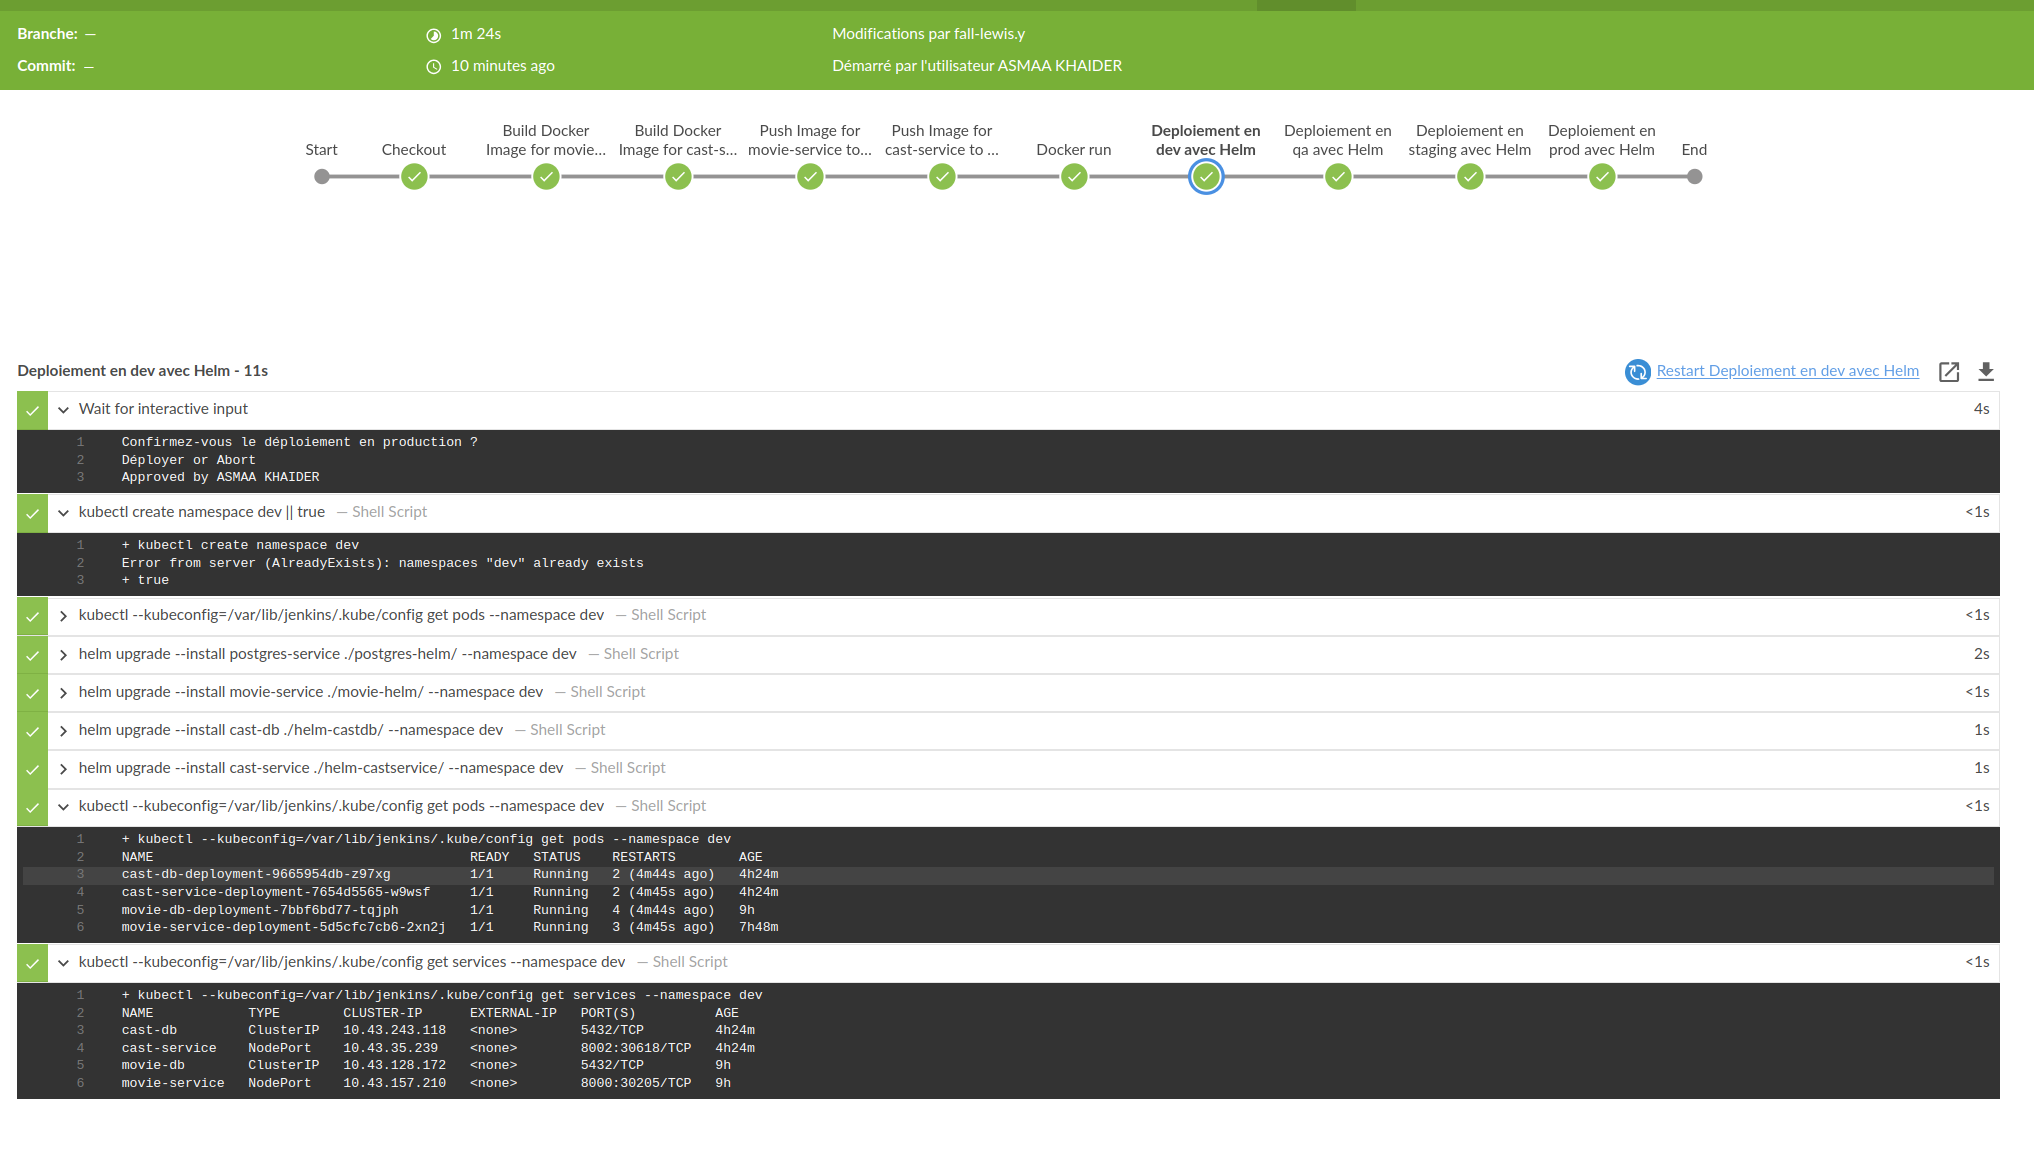 Branche: — 1m 24s Modifications par fall-lewis.y
Commit: — 10 minutes ago Démarré par l'utilisateur ASMAA KHAIDER
Start
Checkout
Build Docker
Image for movie...
Build Docker
Image for cast-s...
Push Image for
movie-service to...
Push Image for
cast-service to ...
Docker run
Deploiement en
dev avec Helm
Deploiement en
qa avec Helm
Deploiement en
staging avec Helm
Deploiement en
prod avec Helm
End
Deploiement en dev avec Helm - 11s Restart Deploiement en dev avec Helm
Wait for interactive input 4s
1 Confirmez-vous le déploiement en production ?
2 Déployer or Abort
3 Approved by ASMAA KHAIDER
kubectl create namespace dev || true — Shell Script <1s
1 + kubectl create namespace dev
2 Error from server (AlreadyExists): namespaces "dev" already exists
3 + true
kubectl --kubeconfig=/var/lib/jenkins/.kube/config get pods --namespace dev — Shell Script <1s
helm upgrade --install postgres-service ./postgres-helm/ --namespace dev — Shell Script 2s
helm upgrade --install movie-service ./movie-helm/ --namespace dev — Shell Script <1s
helm upgrade --install cast-db ./helm-castdb/ --namespace dev — Shell Script 1s
helm upgrade --install cast-service ./helm-castservice/ --namespace dev — Shell Script 1s
kubectl --kubeconfig=/var/lib/jenkins/.kube/config get pods --namespace dev — Shell Script <1s
1 + kubectl --kubeconfig=/var/lib/jenkins/.kube/config get pods --namespace dev
2 NAME READY STATUS RESTARTS AGE
3 cast-db-deployment-9665954db-z97xg 1/1 Running 2 (4m44s ago) 4h24m
4 cast-service-deployment-7654d5565-w9wsf 1/1 Running 2 (4m45s ago) 4h24m
5 movie-db-deployment-7bbf6bd77-tqjph 1/1 Running 4 (4m44s ago) 9h
6 movie-service-deployment-5d5cfc7cb6-2xn2j 1/1 Running 3 (4m45s ago) 7h48m
kubectl --kubeconfig=/var/lib/jenkins/.kube/config get services --namespace dev — Shell Script <1s
1 + kubectl --kubeconfig=/var/lib/jenkins/.kube/config get services --namespace dev
2 NAME TYPE CLUSTER-IP EXTERNAL-IP PORT(S) AGE
3 cast-db ClusterIP 10.43.243.118 <none> 5432/TCP 4h24m
4 cast-service NodePort 10.43.35.239 <none> 8002:30618/TCP 4h24m
5 movie-db ClusterIP 10.43.128.172 <none> 5432/TCP 9h
6 movie-service NodePort 10.43.157.210 <none> 8000:30205/TCP 9h